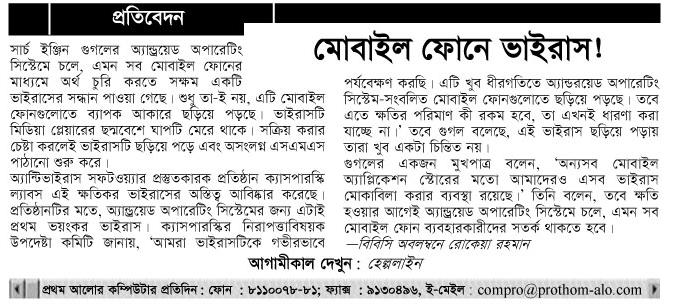 প্রতিবেদন
মোবাইল ফোনে ভাইরাস!
সার্চ ইঞ্জিন গুগলের অ্যান্ড্রয়েড অপারেটিং
সিস্টেমে চলে, এমন সব মোবাইল ফোনের
মাধ্যমে অর্থ চুরি করতে সক্ষম একটি
ভাইরাসের সন্ধান পাওয়া গেছে। শুধু তা-ই নয়, এটি মোবাইল
ফোনগুলোতে ব্যাপক আকারে ছড়িয়ে পড়ছে। ভাইরাসটি
মিডিয়া প্লেয়ারের ছদ্মবেশে ঘাপটি মেরে থাকে। সক্রিয় করার
চেষ্টা করলেই ভাইরাসটি ছড়িয়ে পড়ে এবং অসংলগ্ন এসএমএস
পাঠানো শুরু করে।
অ্যান্টিভাইরাস সফটওয়্যার প্রস্তুতকারক প্রতিষ্ঠান ক্যাসপারস্কি
ল্যাবস এই ক্ষতিকর ভাইরাসের অস্তিত্ব আবিষ্কার করেছে।
প্রতিষ্ঠানটির মতে, অ্যান্ড্রয়েড অপারেটিং সিস্টেমের জন্য এটাই
প্রথম ভয়ংকর ভাইরাস। ক্যাসপারস্কির নিরাপত্তাবিষয়ক
উপদেষ্টা কমিটি জানায়, 'আমরা ভাইরাসটিকে গভীরভাবে
পর্যবেক্ষণ করছি। এটি খুব ধীরগতিতে অ্যান্ডরয়েড অপারেটিং
সিস্টেম-সংবলিত মোবাইল ফোনগুলোতে ছড়িয়ে পড়ছে। তবে
এতে ক্ষতির পরিমাণ কী রকম হবে, তা এখনই ধারণা করা
যাচ্ছে না।' তবে গুগল বলেছে, এই ভাইরাস ছড়িয়ে পড়ায়
তারা খুব একটা চিন্তিত নয়।
গুগলের একজন মুখপাত্র বলেন, 'অন্যসব মোবাইল
অ্যাপ্লিকেশন স্টোরের মতো আমাদেরও এসব ভাইরাস
মোকাবিলা করার ব্যবস্থা রয়েছে।' তিনি বলেন, তবে ক্ষতি
হওয়ার আগেই অ্যান্ড্রয়েড অপারেটিং সিস্টেমে চলে, এমন সব
মোবাইল ফোন ব্যবহারকারীদের সতর্ক থাকতে হবে।
—বিবিসি অবলম্বনে রোকেয়া রহমান
আগামীকাল দেখুন : হেল্পলাইন
প্রথম আলোর কম্পিউটার প্রতিদিন : ফোন : ৮১১০০৭৮-৮১; ফ্যাক্স : ৯১৩০৪৯৬, ই-মেইল : compro@prothom-alo.com